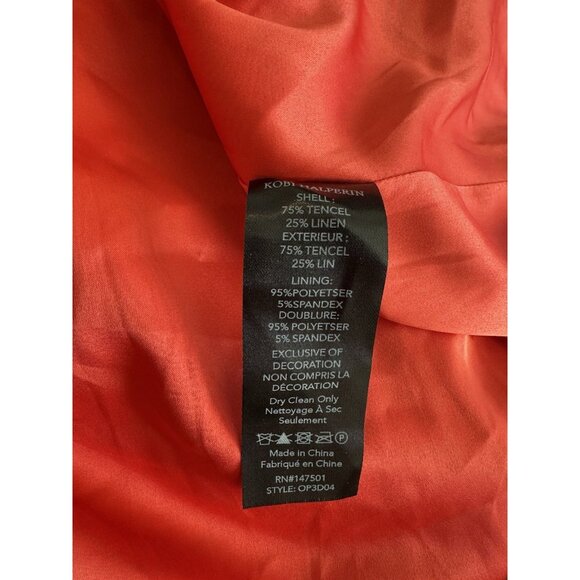 KOBI HALPERIN
SHELL:
75% TENCEL
25% LINEN
EXTERIEUR :
75% TENCEL
25% LIN
LINING:
95%POLYETSER
5%SPANDEX
DOUBLURE:
95% POLYETSER
5% SPANDEX
EXCLUSIVE OF
DECORATION
NON COMPRIS LA
DÉCORATION
Dry Clean Only
Nettoyage À Sec
Seulement
P
Made in China
Fabriqué en Chine
RN#147501
STYLE: OP3D04